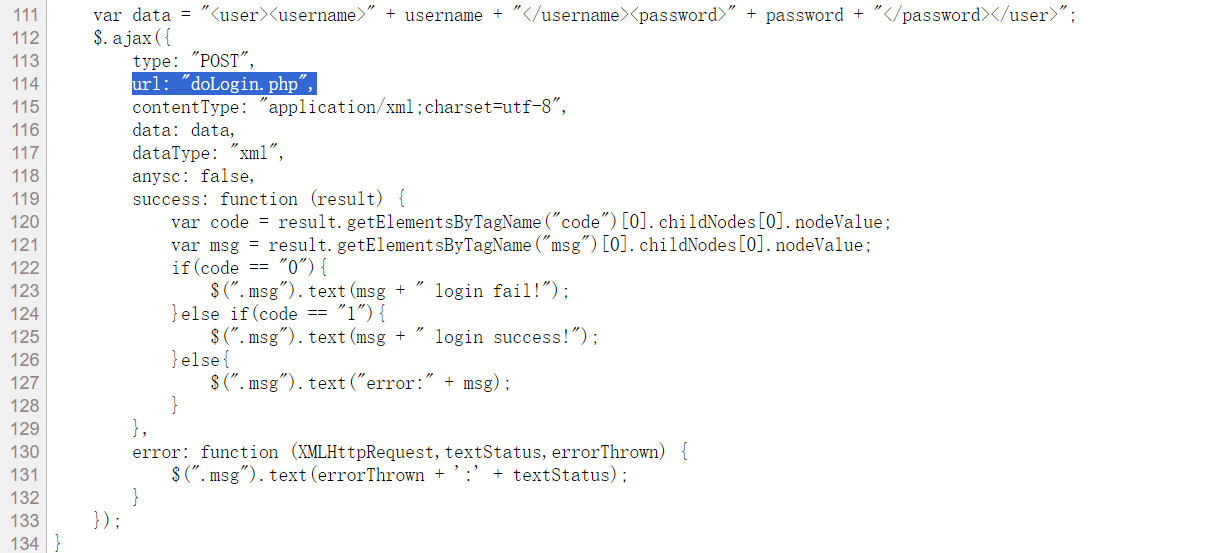 111 var data = "<user><username>" + username + "</username><password>" + password + "</password></user>";
112 $.ajax({
113 type: "POST",
114 url: "doLogin.php",
115 contentType: "application/xml;charset=utf-8",
116 data: data,
117 dataType: "xml",
118 anysc: false,
119 success: function (result) {
120 var code = result.getElementsByTagName("code")[0].childNodes[0].nodeValue;
121 var msg = result.getElementsByTagName("msg")[0].childNodes[0].nodeValue;
122 if(code == "0"){
123 $(".msg").text(msg + " login fail!");
124 }else if(code == "1"){
125 $(".msg").text(msg + " login success!");
126 }else{
127 $(".msg").text("error:" + msg);
128 }
129 },
130 error: function (XMLHttpRequest,textStatus,errorThrown) {
131 $(".msg").text(errorThrown + ':' + textStatus);
132 }
133 });
134 }